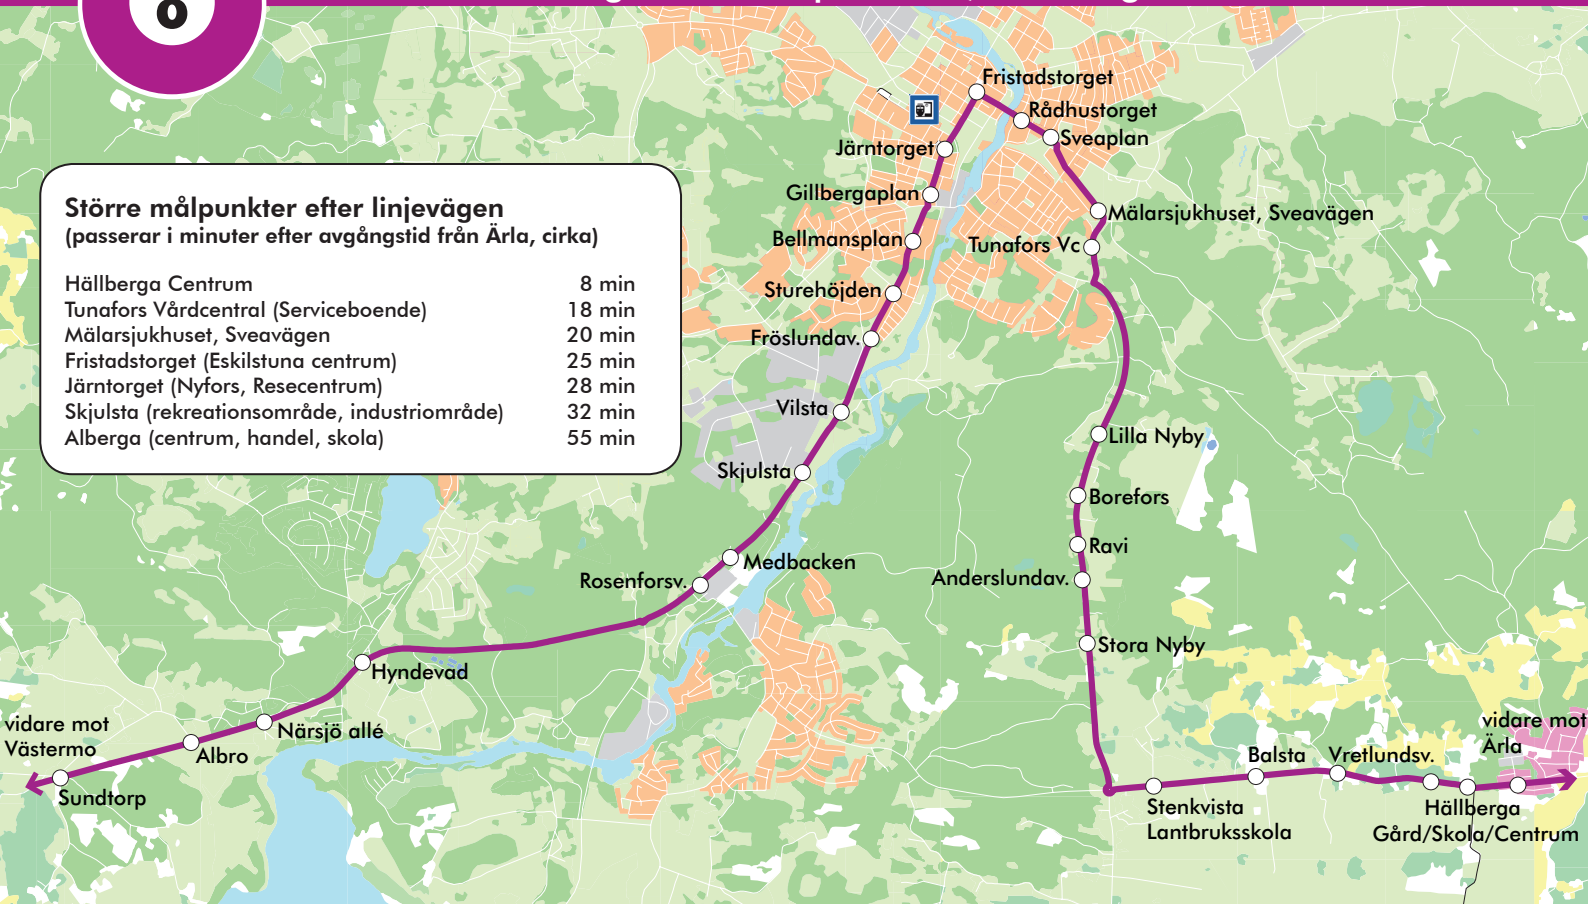 8
Större målpunkter efter linjevägen
(passerar i minuter efter avgångstid från Ärla, cirka)
Hällberga Centrum 8 min
Tunafors Vårdcentral (Serviceboende) 18 min
Mälarsjukhuset, Sveavägen 20 min
Fristadstorget (Eskilstuna centrum) 25 min
Järntorget (Nyfors, Resecentrum) 28 min
Skjulsta (rekreationsområde, industriområde) 32 min
Alberga (centrum, handel, skola) 55 min
Fristadstorget
Rådhustorget
Sveaplan
Järntorget
Gillbergaplan
Mälarsjukhuset, Sveavägen
Bellmansplan
Tunafors Vc
Sturehöjden
Fröslundav.
Vilsta
Lilla Nyby
Skjulsta
Borefors
Ravi
Medbacken
Rosenforsv.
Anderslundav.
Stora Nyby
Hyndevad
vidare mot
Västermo
Närsjö allé
Albro
Sundtorp
vidare mot
Ärla
Balsta
Vretlundsv.
Stenkvista
Lantbruksskola
Hällberga
Gård/Skola/Centrum